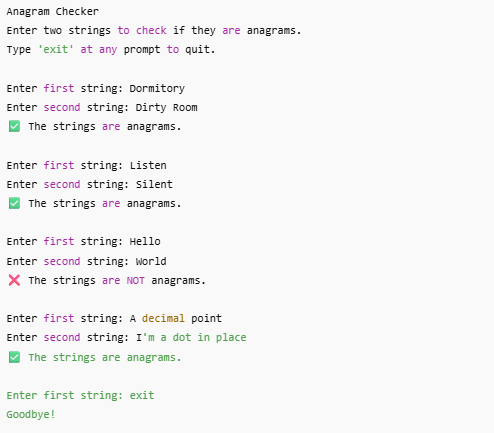 Anagram Checker
Enter two strings to check if they are anagrams.
Type 'exit' at any prompt to quit.
Enter first string: Dormitory
Enter second string: Dirty Room
✅ The strings are anagrams.
Enter first string: Listen
Enter second string: Silent
✅ The strings are anagrams.
Enter first string: Hello
Enter second string: World
❌ The strings are NOT anagrams.
Enter first string: A decimal point
Enter second string: I'm a dot in place
✅ The strings are anagrams.
Enter first string: exit
Goodbye!